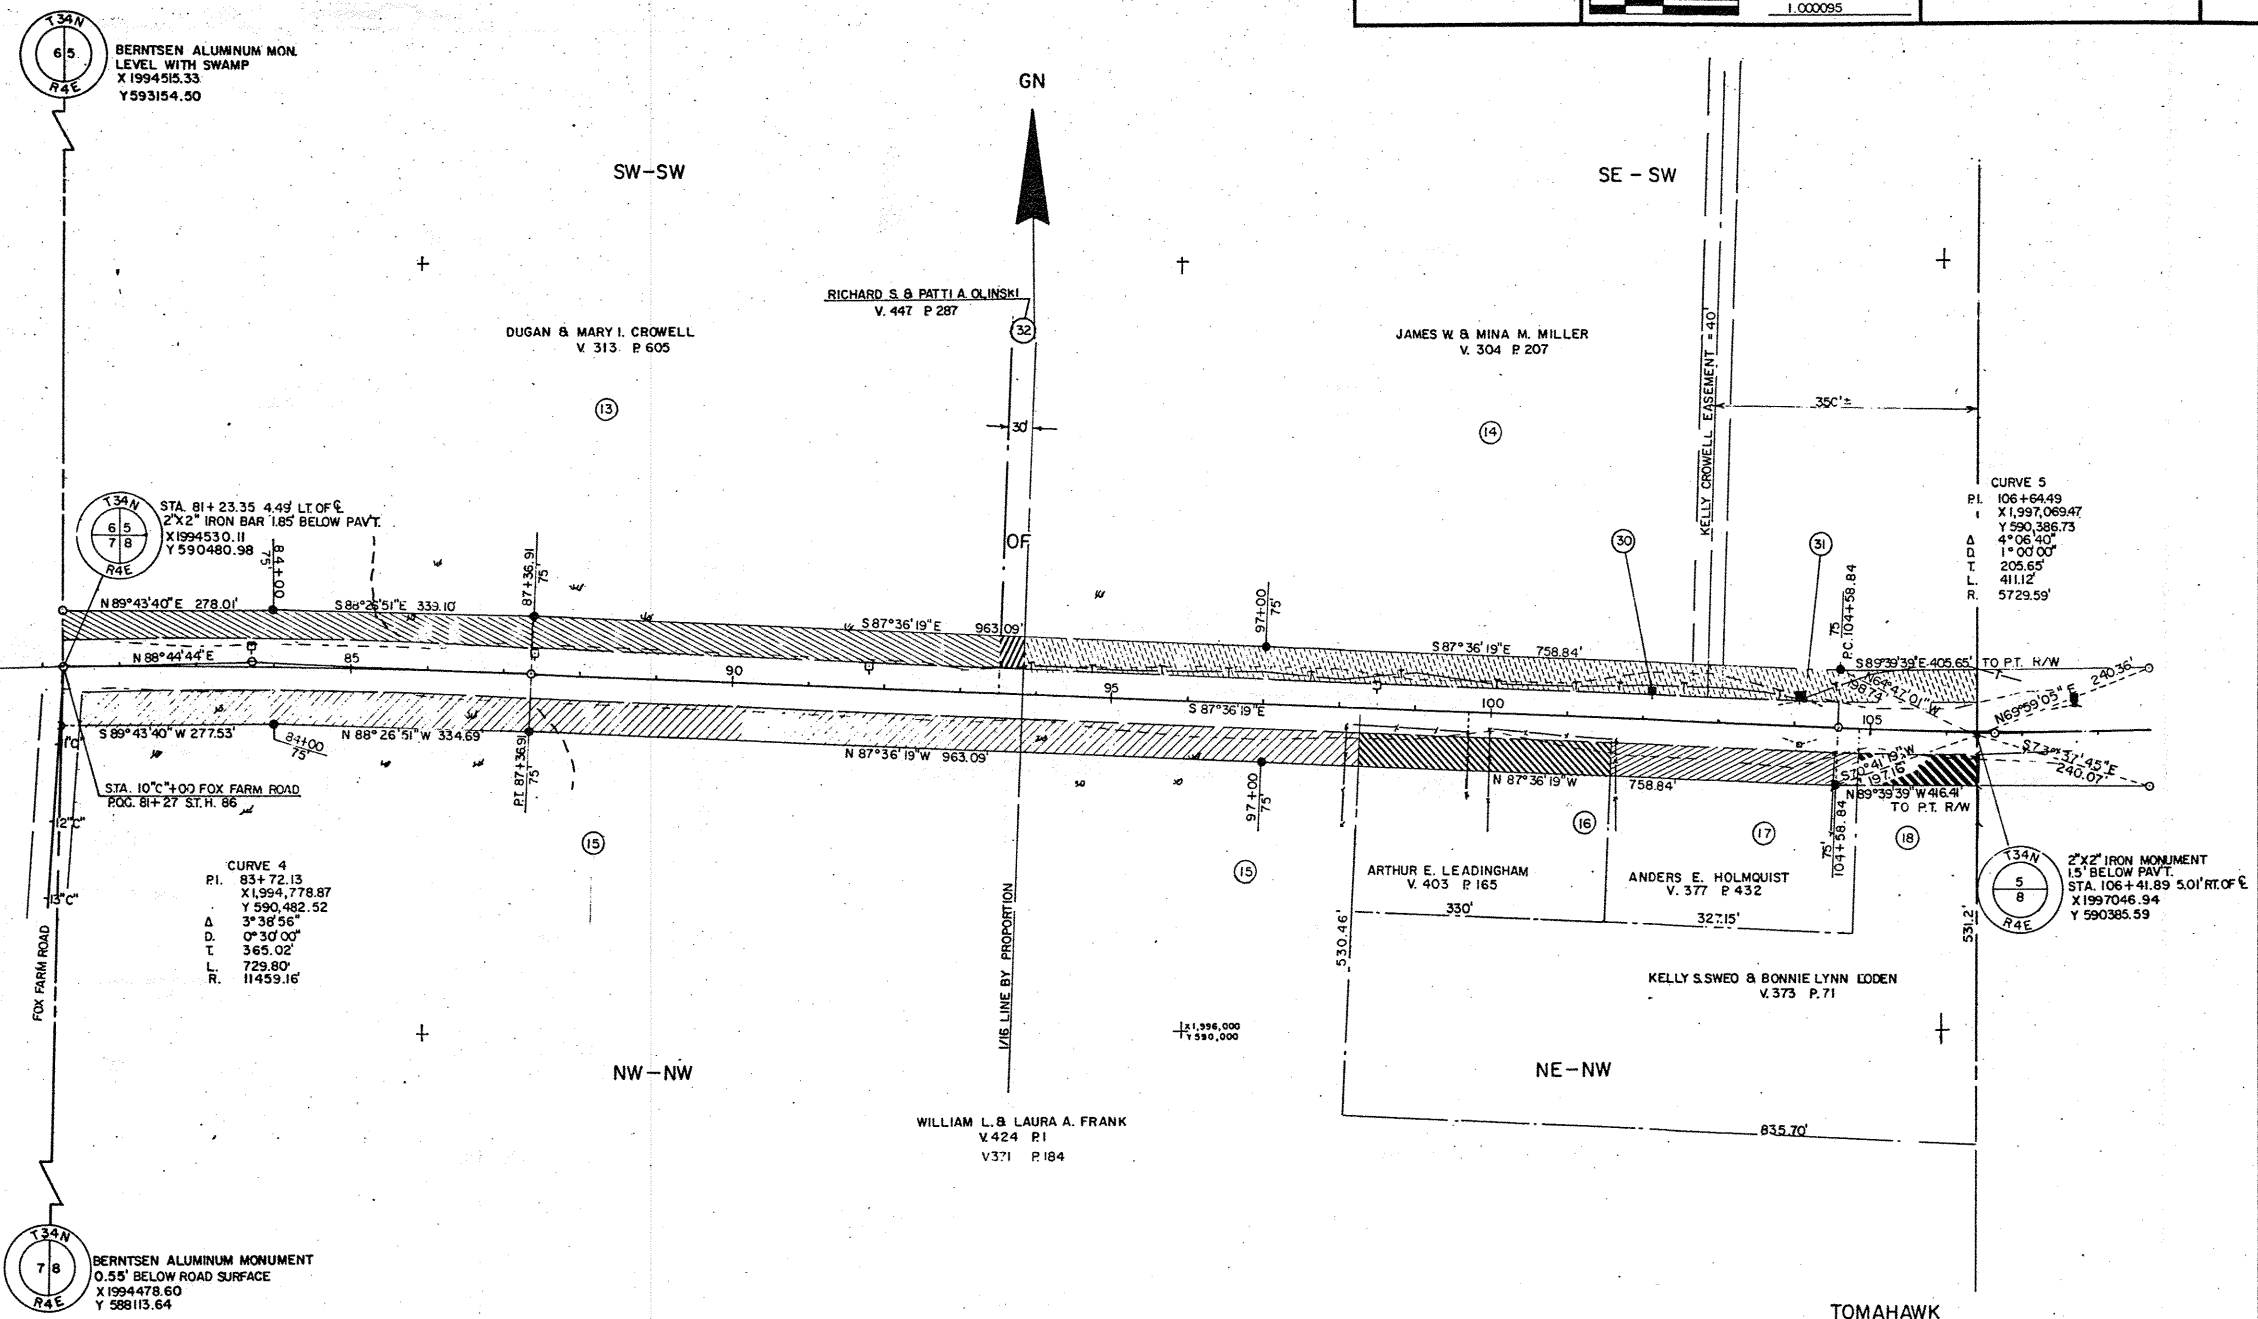 1.000095
T34N
6 5
R4E
BERNTSEN ALUMINUM MON.
LEVEL WITH SWAMP
X 1994515.33
Y 593154.50
GN
SW-SW
SE - SW
RICHARD S. & PATTI A. OLINSKI
V. 447 P. 287
32
DUGAN & MARY I. CROWELL
V. 313 P. 605
13
JAMES W. & MINA M. MILLER
V. 304 P. 207
14
KELLY CROWELL EASEMENT = 40'
350'±
30'
OF
T34N
6 5
7 8
R4E
STA. 81+23.35 4.49' LT. OF ℄
2"X2" IRON BAR 1.85' BELOW PAV'T.
X 1994530.11
Y 590480.98
84+00
75'
87+36.91
75'
97+00
75'
30
31
75
P.C. 104+58.84
CURVE 5
P.I. 106+64.49
X 1,997,069.47
Y 590,386.73
Δ 4°06'40"
D. 1°00'00"
T. 205.65'
L. 411.12'
R. 5729.59'
N 89°43'40"E 278.01'
S 88°26'51"E 339.10'
S 87°36'19"E 963.09'
S 87°36'19"E 758.84'
S 89°39'39"E 405.65' TO P.T. R/W
N 88°44'44"E
85
90
95
100
105
S 87°36'19"E
N64°47'01"W
198.74'
N69°59'05"E 240.36'
S73°37'45"E
240.07'
S70°41'19"W
197.16'
S 89°43'40"W 277.53'
84+00
75'
N 88°26'51"W 334.69'
P.T. 87+36.91
75'
N 87°36'19"W 963.09'
97+00
75'
N 87°36'19"W 758.84'
N 89°39'39"W 416.41'
TO P.T. R/W
75'
104+58.84
11"C"
12"C"
13"C"
STA. 10"C"+00 FOX FARM ROAD
P.O.C. 81+27 S.T.H. 86
15
15
16
17
18
CURVE 4
P.I. 83+72.13
X 1,994,778.87
Y 590,482.52
Δ 3°38'56"
D. 0°30'00"
T. 365.02'
L. 729.80'
R. 11459.16'
FOX FARM ROAD
1/16 LINE BY PROPORTION
ARTHUR E. LEADINGHAM
V. 403 P. 165
330'
ANDERS E. HOLMQUIST
V. 377 P. 432
327.15'
530.46'
531.2'
T34N
5
8
R4E
2"X2" IRON MONUMENT
1.5' BELOW PAV'T.
STA. 106+41.89 5.01' RT. OF ℄
X 1997046.94
Y 590385.59
KELLY S. SWEO & BONNIE LYNN LODEN
V. 373 P. 71
X 1,996,000
Y 590,000
NW-NW
NE-NW
WILLIAM L. & LAURA A. FRANK
V. 424 P. 1
V 371 P. 184
835.70'
T34N
7 8
R4E
BERNTSEN ALUMINUM MONUMENT
0.55' BELOW ROAD SURFACE
X 1994478.60
Y 588113.64
TOMAHAWK